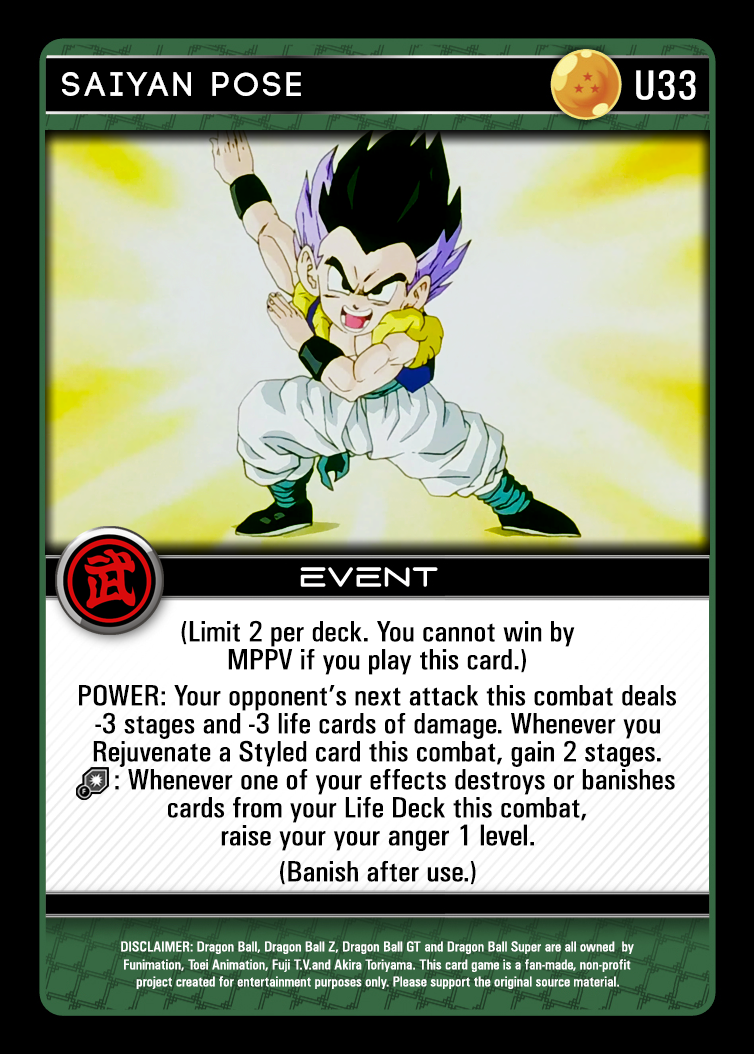 SAIYAN POSE
U33
武
EVENT
(Limit 2 per deck. You cannot win by
MPPV if you play this card.)
POWER: Your opponent's next attack this combat deals
-3 stages and -3 life cards of damage. Whenever you
Rejuvenate a Styled card this combat, gain 2 stages.
F : Whenever one of your effects destroys or banishes
cards from your Life Deck this combat,
raise your your anger 1 level.
(Banish after use.)
DISCLAIMER: Dragon Ball, Dragon Ball Z, Dragon Ball GT and Dragon Ball Super are all owned by
Funimation, Toei Animation, Fuji T.V.and Akira Toriyama. This card game is a fan-made, non-profit
project created for entertainment purposes only. Please support the original source material.